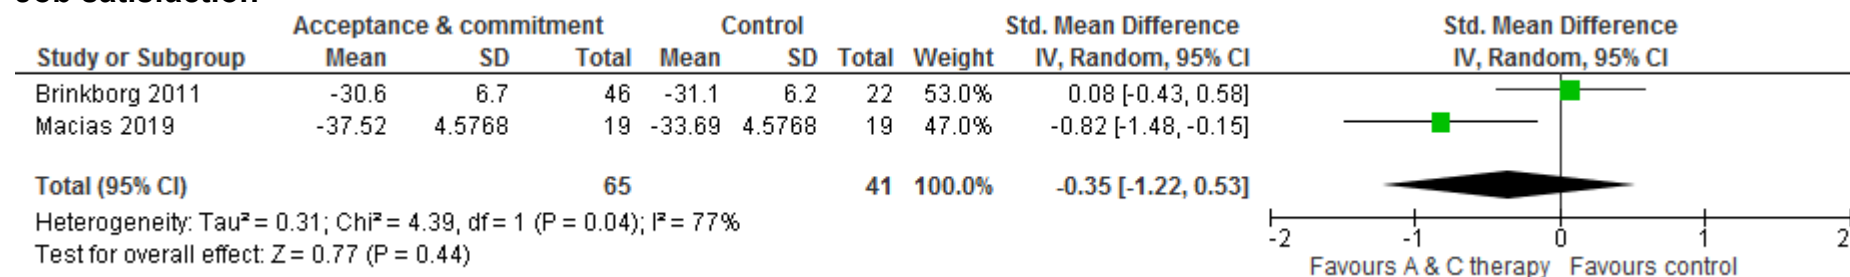 Job satisfaction
Acceptance & commitment Control Std. Mean Difference Std. Mean Difference
Study or Subgroup Mean SD Total Mean SD Total Weight IV, Random, 95% CI IV, Random, 95% CI
Brinkborg 2011 -30.6 6.7 46 -31.1 6.2 22 53.0% 0.08 [-0.43, 0.58]
Macias 2019 -37.52 4.5768 19 -33.69 4.5768 19 47.0% -0.82 [-1.48, -0.15]
Total (95% CI) 65 41 100.0% -0.35 [-1.22, 0.53]
Heterogeneity: Tau² = 0.31; Chi² = 4.39, df = 1 (P = 0.04); I² = 77%
Test for overall effect: Z = 0.77 (P = 0.44)
-2 -1 0 1 2
Favours A & C therapy Favours control